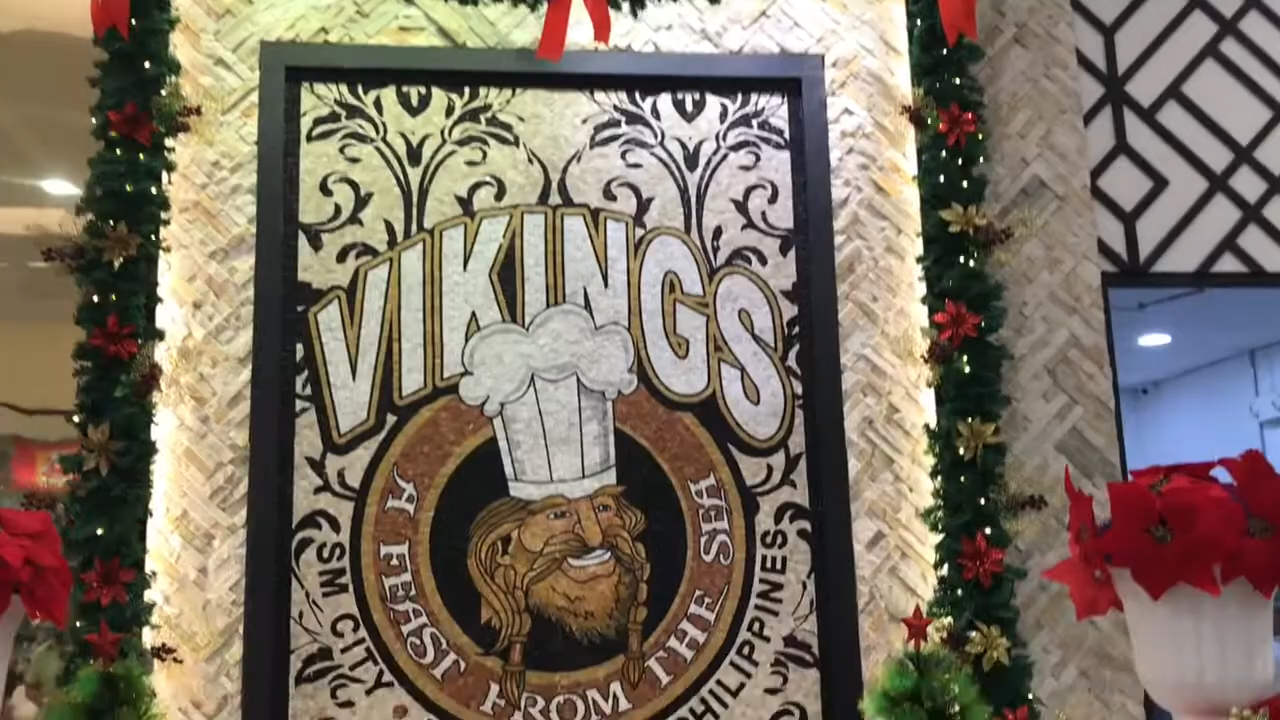 VIKINGS
A FEAST FROM THE SEA
SM CITY
PHILIPPINES